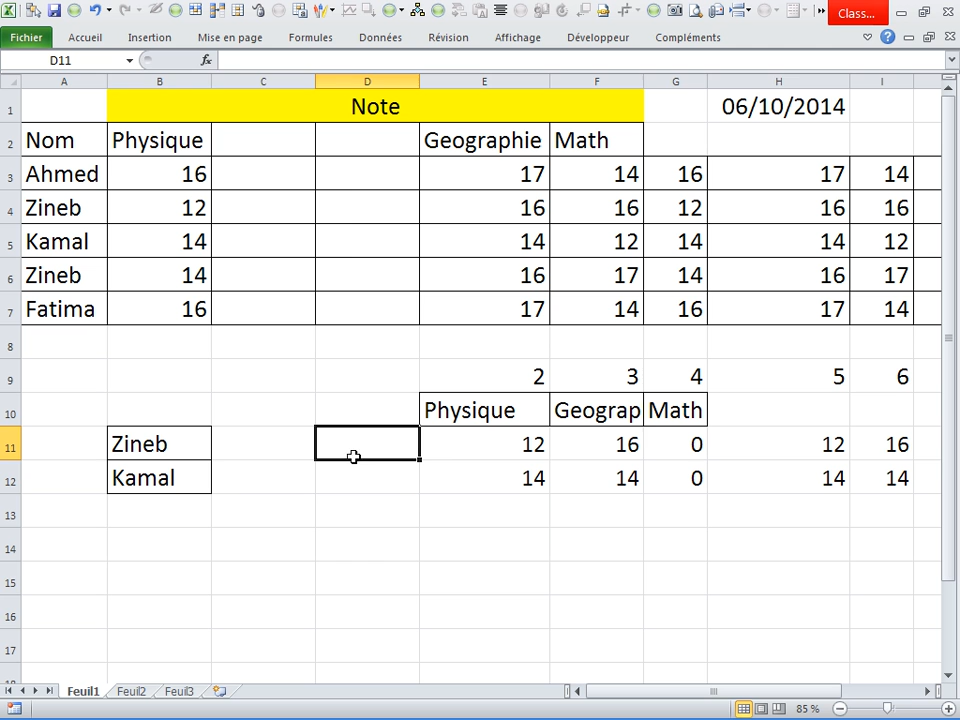 Class...
Fichier Accueil Insertion Mise en page Formules Données Révision Affichage Développeur Compléments
D11 fx
A B C D E F G H I
1 Note 06/10/2014
2 Nom Physique Geographie Math
3 Ahmed 16 17 14 16 17 14
4 Zineb 12 16 16 12 16 16
5 Kamal 14 14 12 14 14 12
6 Zineb 14 16 17 14 16 17
7 Fatima 16 17 14 16 17 14
8
9 2 3 4 5 6
10 Physique Geograp Math
11 Zineb 12 16 0 12 16
12 Kamal 14 14 0 14 14
13
14
15
16
17
Feuil1 Feuil2 Feuil3
85 %